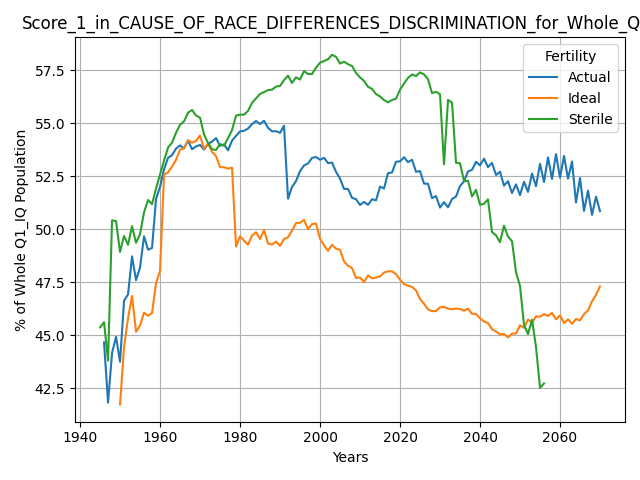 Score_1_in_CAUSE_OF_RACE_DIFFERENCES_DISCRIMINATION_for_Whole_Q
Fertility
Actual
Ideal
Sterile
% of Whole Q1_IQ Population
57.5
55.0
52.5
50.0
47.5
45.0
42.5
1940 1960 1980 2000 2020 2040 2060
Years